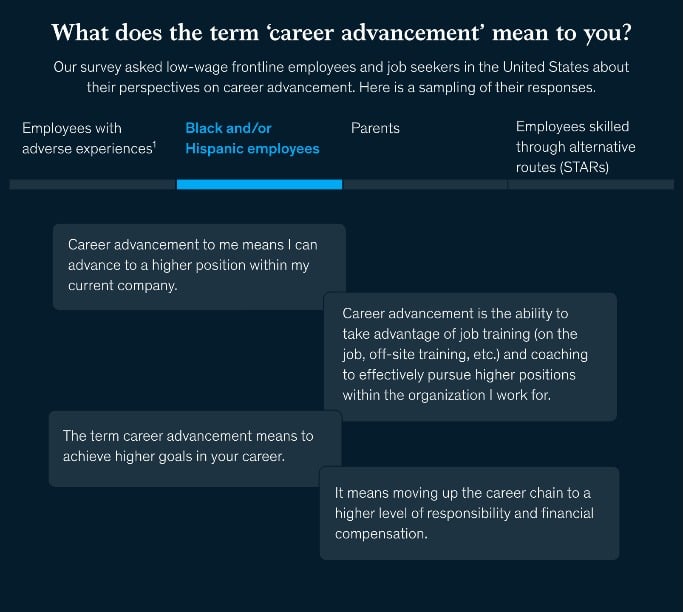 What does the term ‘career advancement’ mean to you?
Our survey asked low-wage frontline employees and job seekers in the United States about
their perspectives on career advancement. Here is a sampling of their responses.
Employees with
adverse experiences¹
Black and/or
Hispanic employees
Parents
Employees skilled
through alternative
routes (STARs)
Career advancement to me means I can
advance to a higher position within my
current company.
Career advancement is the ability to
take advantage of job training (on the
job, off-site training, etc.) and coaching
to effectively pursue higher positions
within the organization I work for.
The term career advancement means to
achieve higher goals in your career.
It means moving up the career chain to a
higher level of responsibility and financial
compensation.